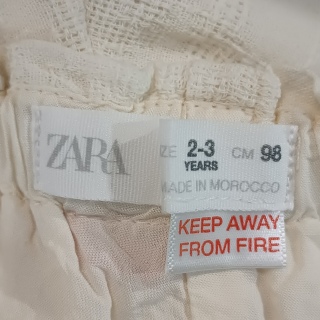 ZARA
ZE 2-3 YEARS CM 98
MADE IN MOROCCO
KEEP AWAY
FROM FIRE